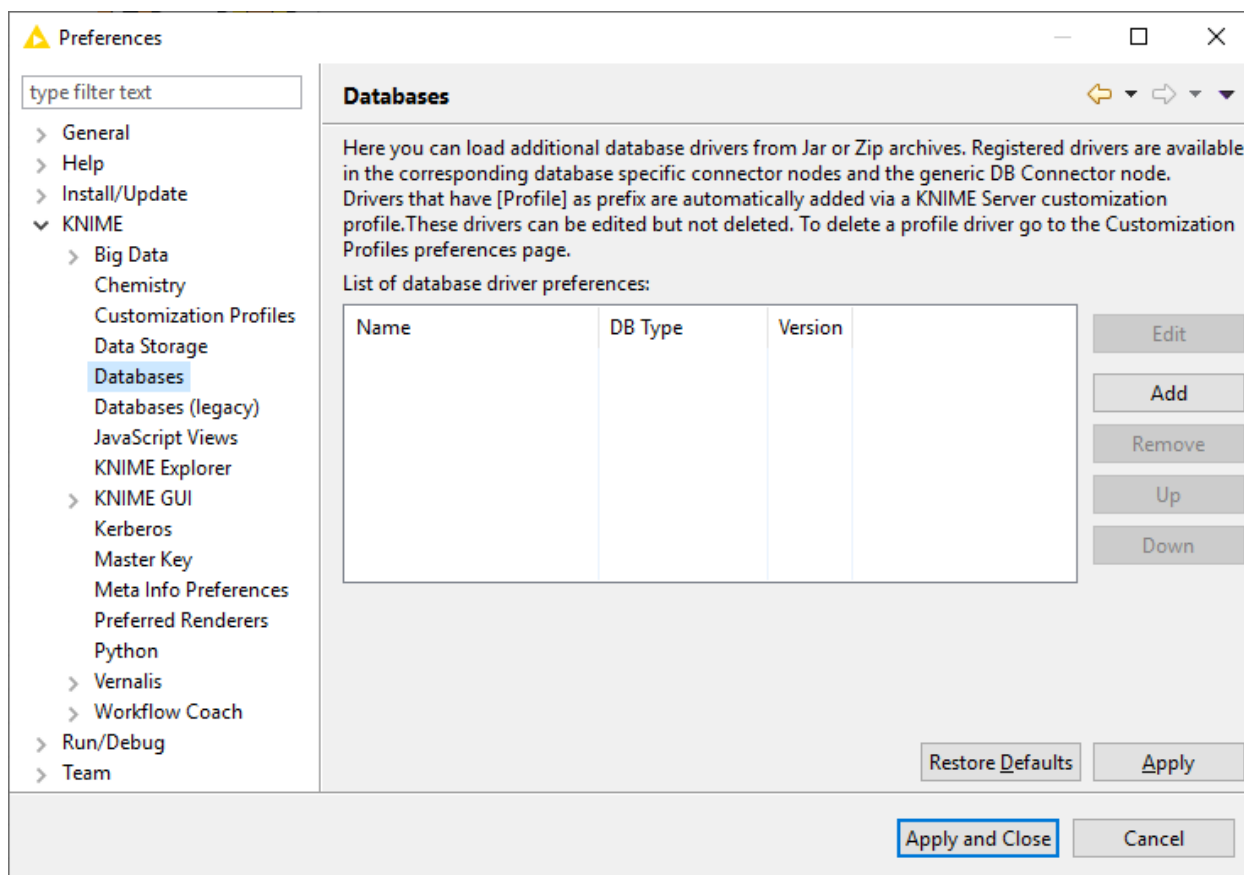 Preferences
type filter text
General
Help
Install/Update
KNIME
Big Data
Chemistry
Customization Profiles
Data Storage
Databases
Databases (legacy)
JavaScript Views
KNIME Explorer
KNIME GUI
Kerberos
Master Key
Meta Info Preferences
Preferred Renderers
Python
Vernalis
Workflow Coach
Run/Debug
Team
Databases
Here you can load additional database drivers from Jar or Zip archives. Registered drivers are available
in the corresponding database specific connector nodes and the generic DB Connector node.
Drivers that have [Profile] as prefix are automatically added via a KNIME Server customization
profile.These drivers can be edited but not deleted. To delete a profile driver go to the Customization
Profiles preferences page.
List of database driver preferences:
Name DB Type Version
Edit
Add
Remove
Up
Down
Restore Defaults Apply
Apply and Close Cancel